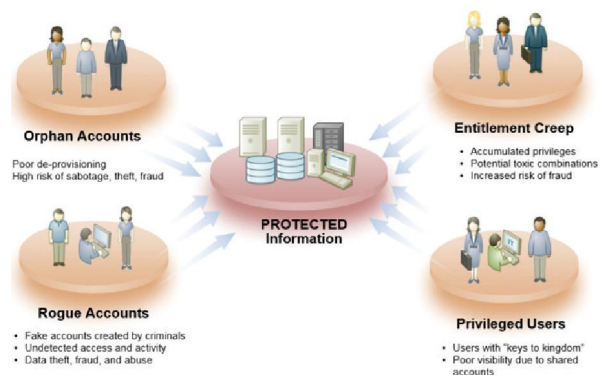 Orphan Accounts
Poor de-provisioning
High risk of sabotage, theft, fraud
Entitlement Creep
• Accumulated privileges
• Potential toxic combinations
• Increased risk of fraud
PROTECTED
Information
Rogue Accounts
• Fake accounts created by criminals
• Undetected access and activity
• Data theft, fraud, and abuse
Privileged Users
• Users with "keys to kingdom"
• Poor visibility due to shared
accounts